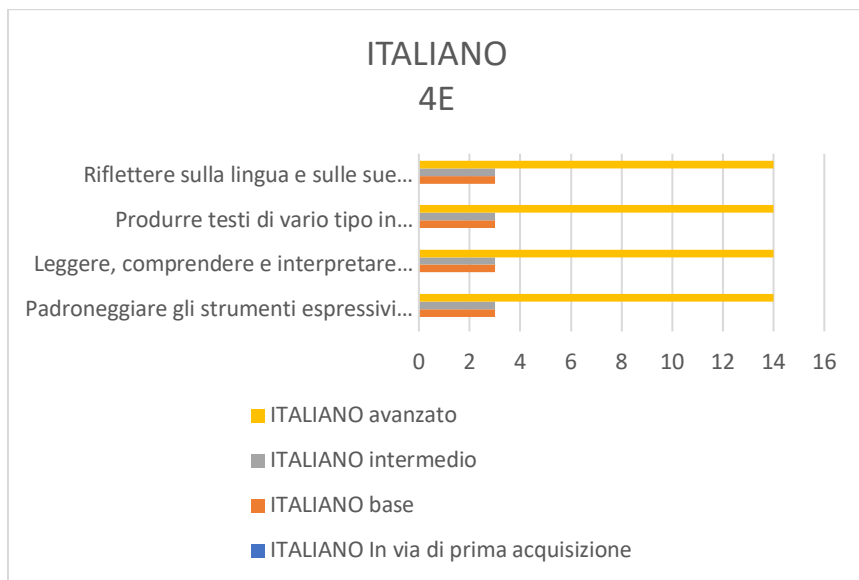 ITALIANO
4E
Riflettere sulla lingua e sulle sue...
Produrre testi di vario tipo in...
Leggere, comprendere e interpretare...
Padroneggiare gli strumenti espressivi...
0 2 4 6 8 10 12 14 16
ITALIANO avanzato
ITALIANO intermedio
ITALIANO base
ITALIANO In via di prima acquisizione